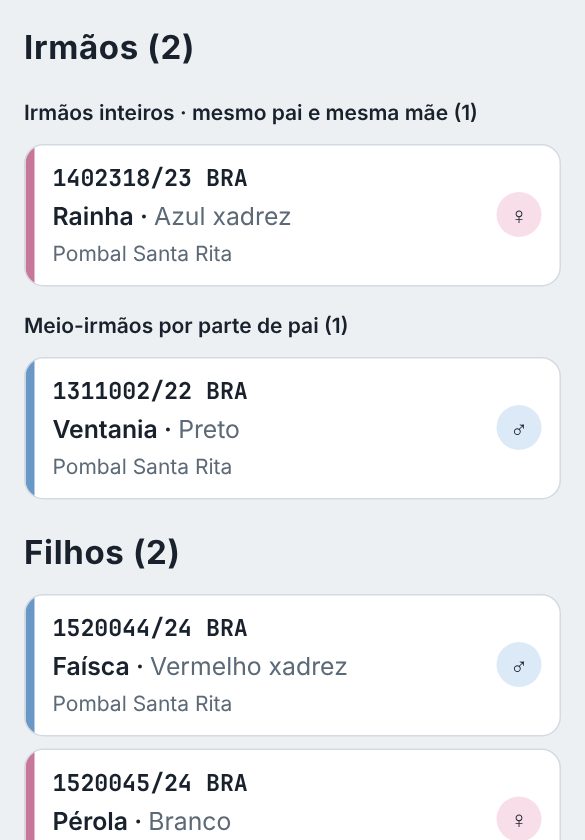 Irmãos (2)
Irmãos inteiros · mesmo pai e mesma mãe (1)
1402318/23 BRA
Rainha · Azul xadrez
♀
Pombal Santa Rita
Meio-irmãos por parte de pai (1)
1311002/22 BRA
Ventania · Preto
♂
Pombal Santa Rita
Filhos (2)
1520044/24 BRA
Faísca · Vermelho xadrez
♂
Pombal Santa Rita
1520045/24 BRA
Pérola · Branco
♀